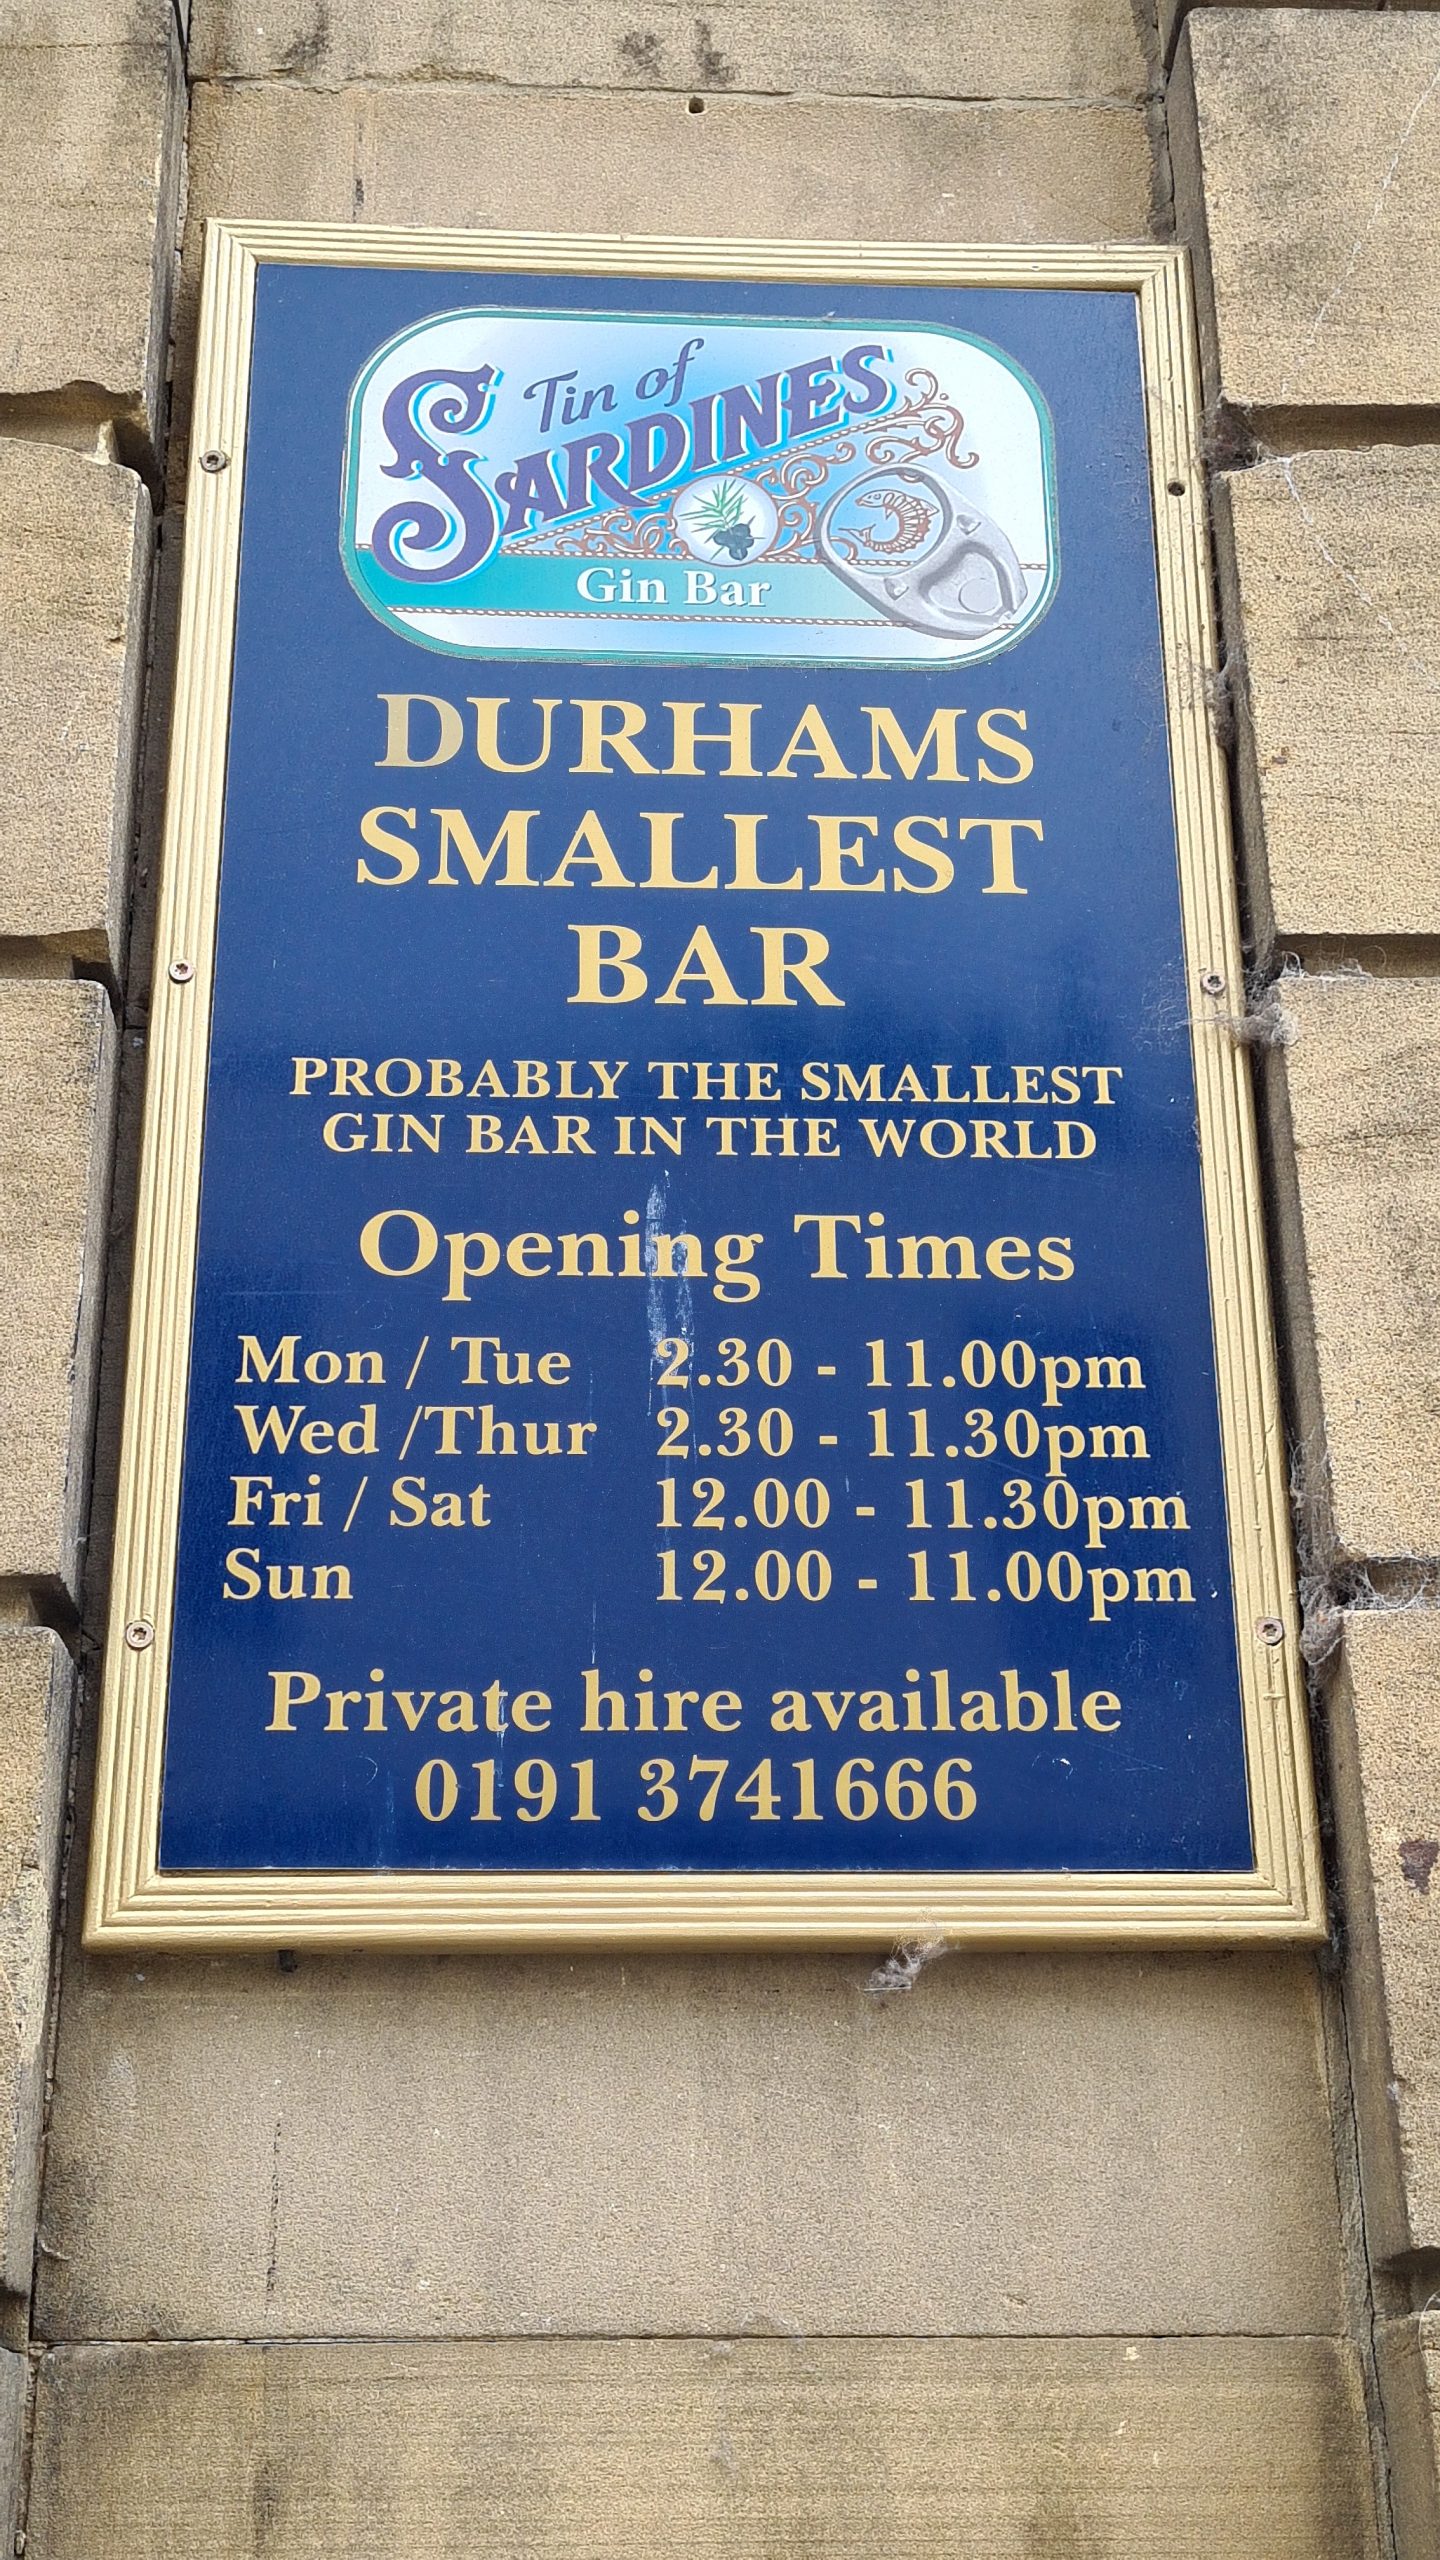 Tin of
SARDINES
Gin Bar
DURHAMS
SMALLEST
BAR
PROBABLY THE SMALLEST
GIN BAR IN THE WORLD
Opening Times
Mon / Tue 2.30 - 11.00pm
Wed /Thur 2.30 - 11.30pm
Fri / Sat 12.00 - 11.30pm
Sun 12.00 - 11.00pm
Private hire available
0191 3741666